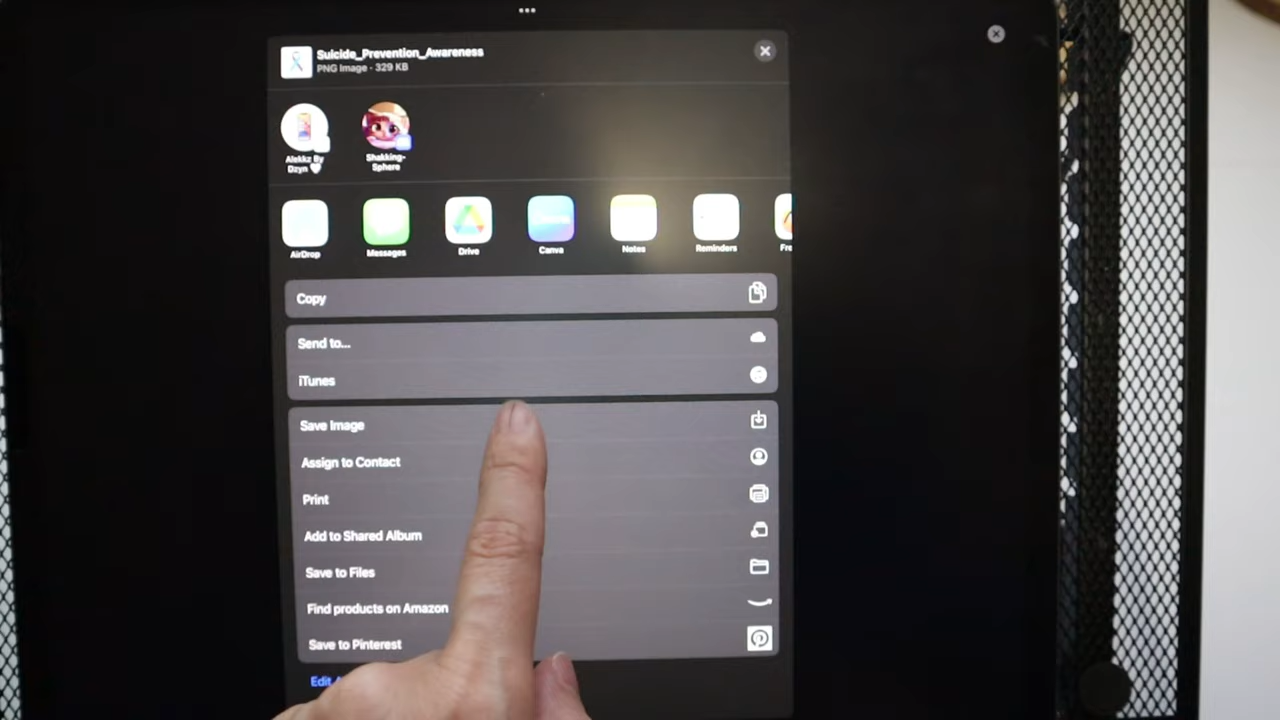 Suicide_Prevention_Awareness
PNG Image - 329 KB
Alekkz By
Dzyn
Shakking-
Sphere
AirDrop
Messages
Drive
Canva
Notes
Reminders
Copy
Send to...
iTunes
Save Image
Assign to Contact
Print
Add to Shared Album
Save to Files
Find products on Amazon
Save to Pinterest
Edit